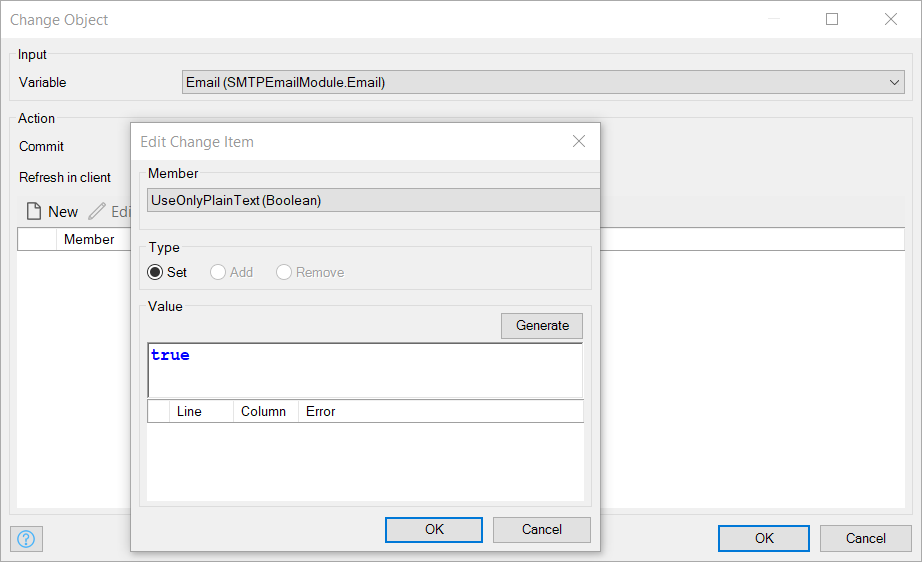 Change Object
Input
Variable
Email (SMTPEmailModule.Email)
Action
Commit
Refresh in client
New
Edi
Member
Edit Change Item
Member
UseOnlyPlainText (Boolean)
Type
Set Add Remove
Value
Generate
true
Line Column Error
OK Cancel
? OK Cancel